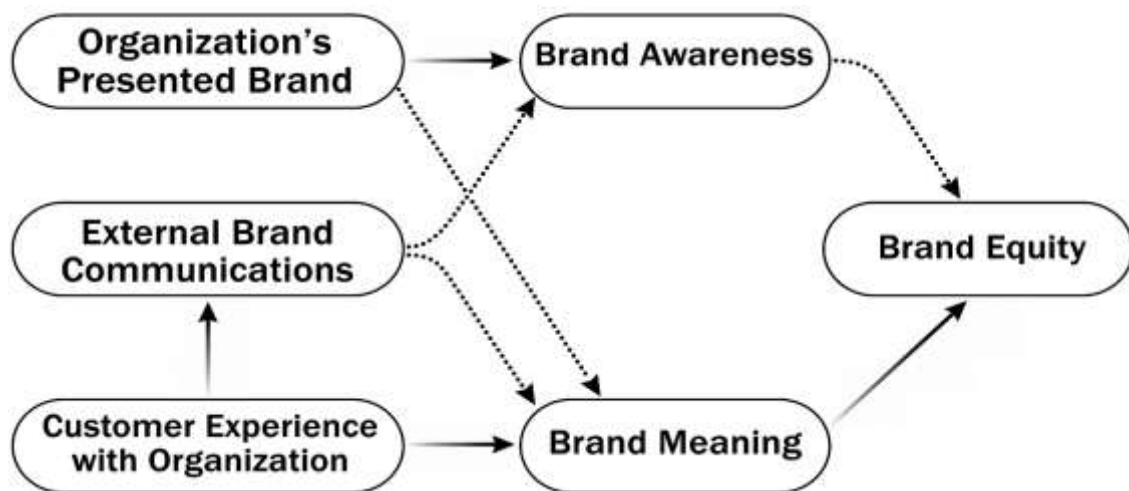 Organization's
Presented Brand
Brand Awareness
External Brand
Communications
Brand Equity
Customer Experience
with Organization
Brand Meaning